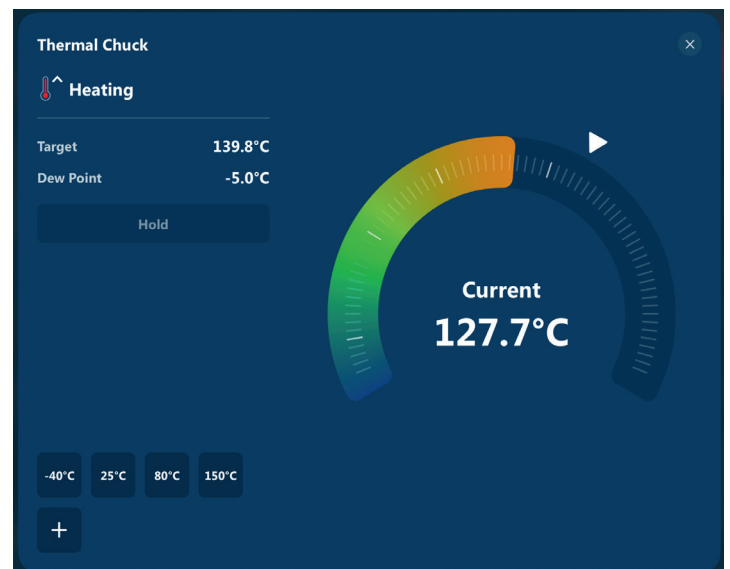 Thermal Chuck
Heating
Target 139.8°C
Dew Point -5.0°C
Hold
Current
127.7°C
-40°C 25°C 80°C 150°C
+